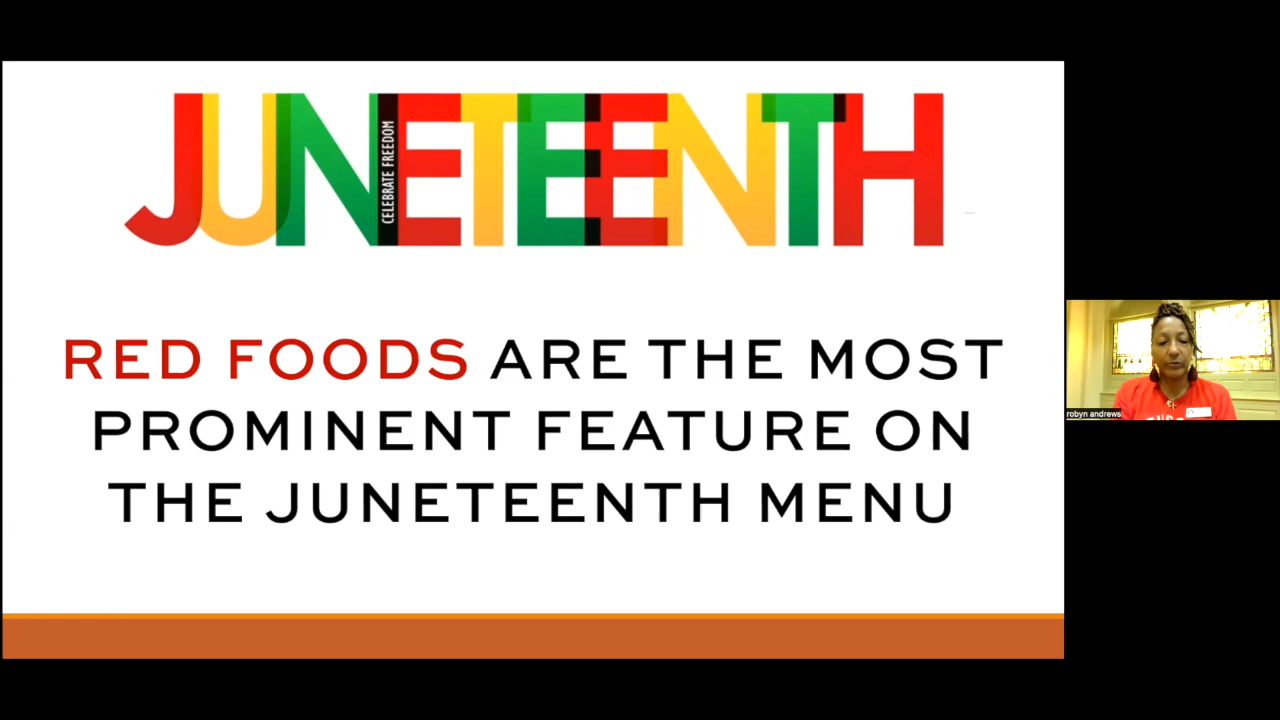 JUNETEENTH
CELEBRATE FREEDOM
RED FOODS ARE THE MOST
PROMINENT FEATURE ON
THE JUNETEENTH MENU
robyn andrews